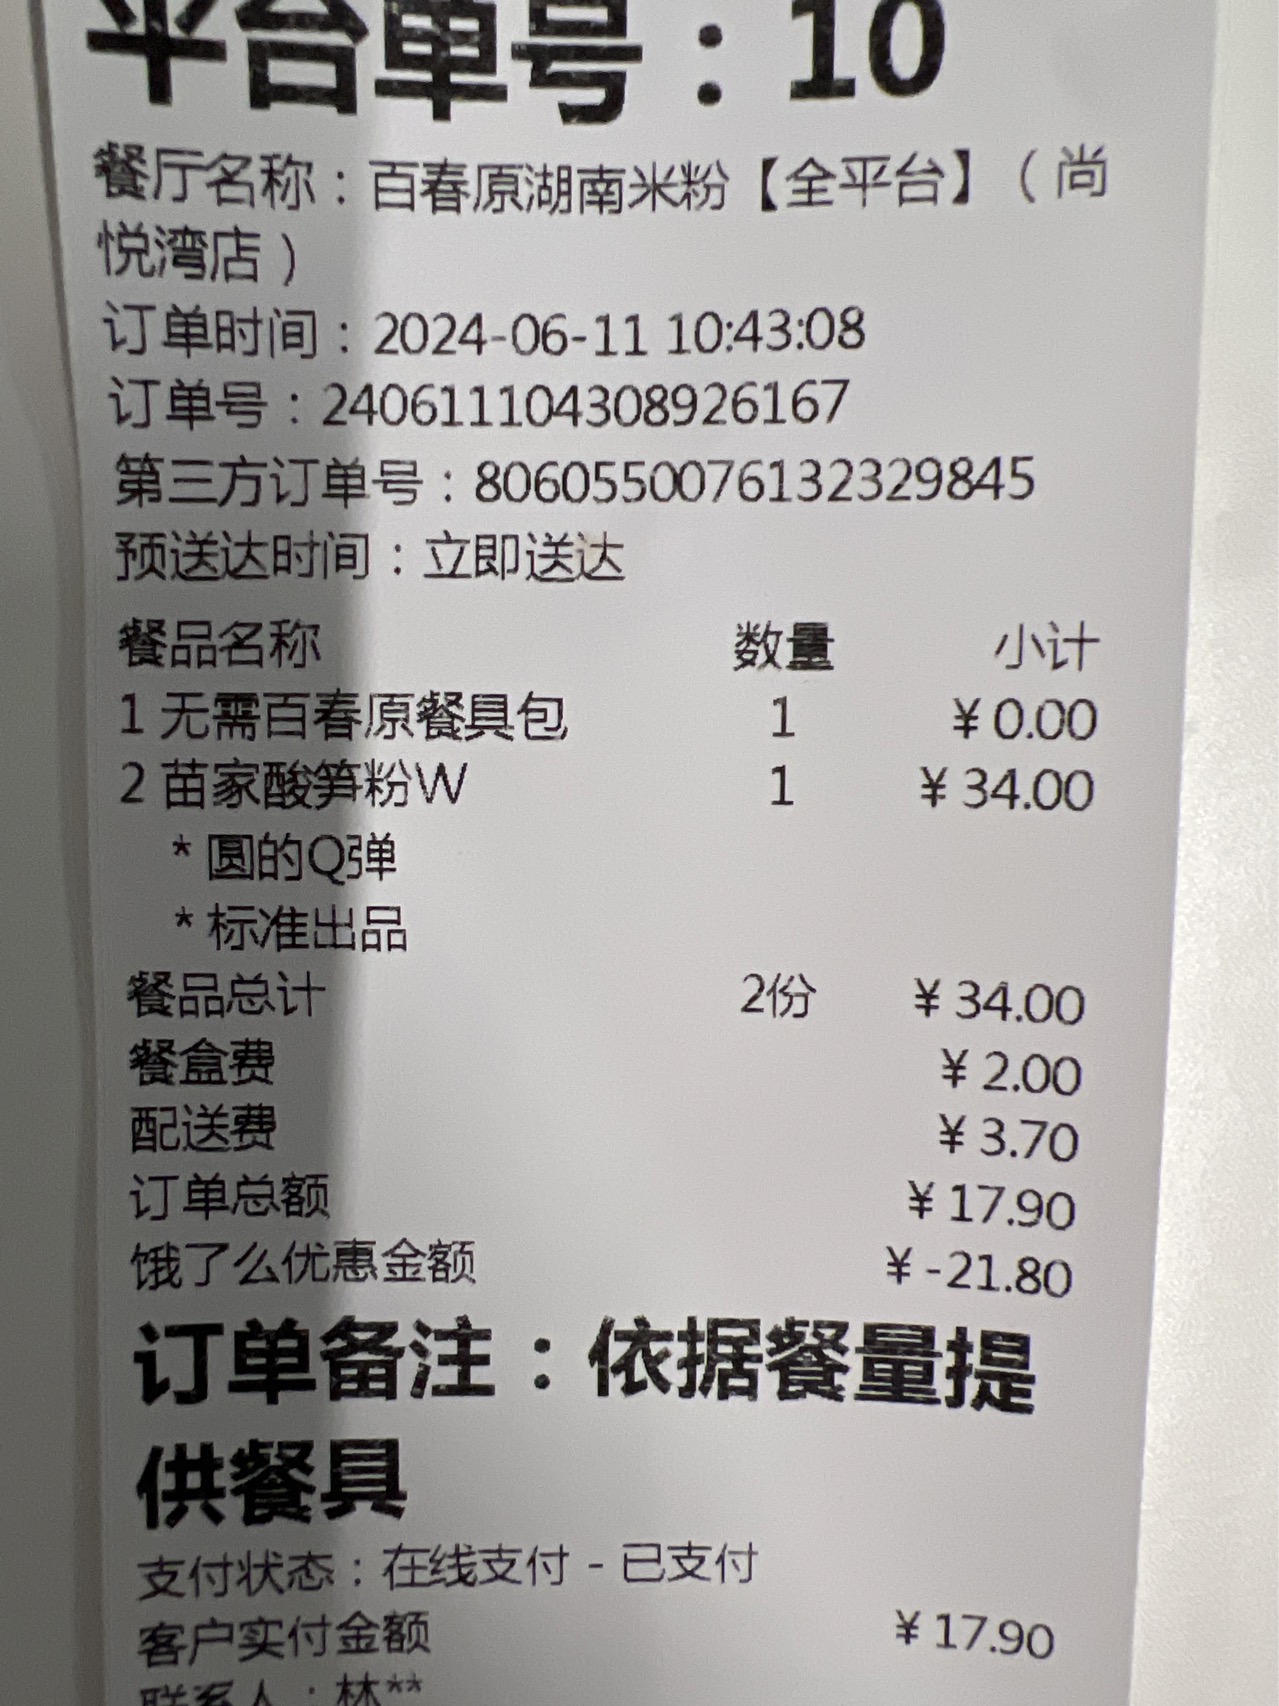 平台单号：10
餐厅名称：百春原湖南米粉【全平台】（尚
悦湾店）
订单时间：2024-06-11 10:43:08
订单号：240611104308926167
第三方订单号：8060550076132329845
预送达时间：立即送达
餐品名称 数量 小计
1 无需百春原餐具包 1 ¥0.00
2 苗家酸笋粉W 1 ¥34.00
* 圆的Q弹
* 标准出品
餐品总计 2份 ¥34.00
餐盒费 ¥2.00
配送费 ¥3.70
订单总额 ¥17.90
饿了么优惠金额 ¥-21.80
订单备注：依据餐量提
供餐具
支付状态：在线支付 - 已支付
客户实付金额 ¥17.90
联系人：林**